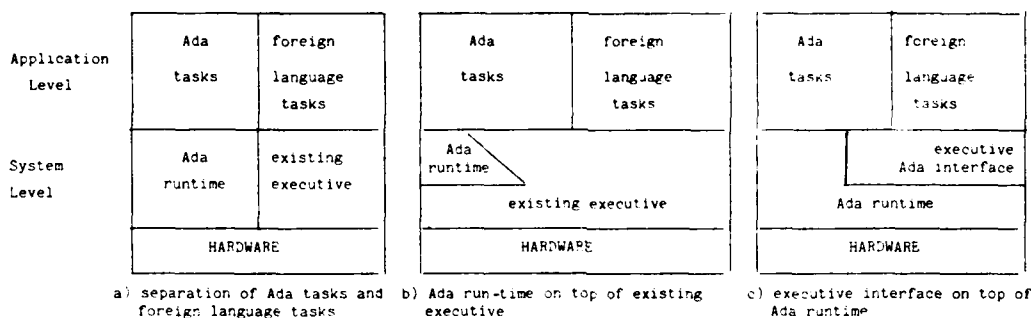 Application
Level
System
Level
Ada
tasks
foreign
language
tasks
Ada
runtime
existing
executive
HARDWARE
a) separation of Ada tasks and
foreign language tasks
Ada
tasks
foreign
language
tasks
Ada
runtime
existing executive
HARDWARE
b) Ada run-time on top of existing
executive
Ada
tasks
foreign
language
tasks
executive
Ada interface
Ada runtime
HARDWARE
c) executive interface on top of
Ada runtime